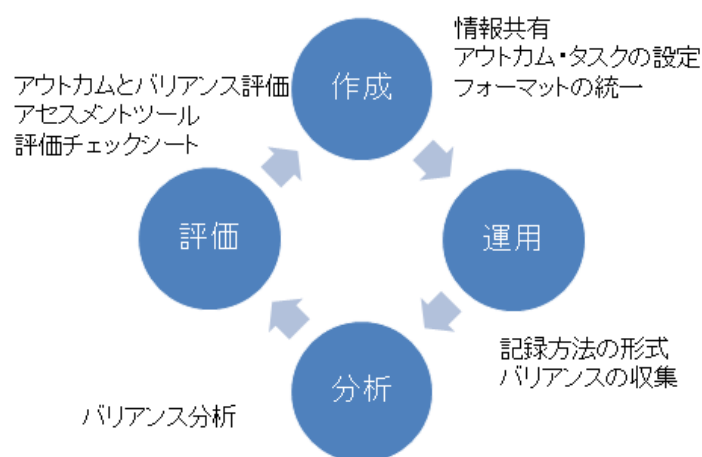 情報共有
アウトカム・タスクの設定
フォーマットの統一
作成
アウトカムとバリアンス評価
アセスメントツール
評価チェックシート
評価
運用
記録方法の形式
バリアンスの収集
分析
バリアンス分析